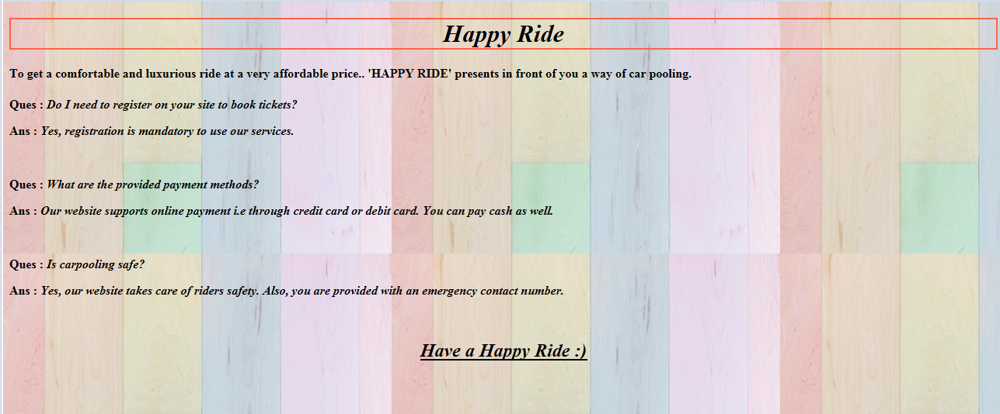 Happy Ride
To get a comfortable and luxurious ride at a very affordable price.. 'HAPPY RIDE' presents in front of you a way of car pooling.
Ques : Do I need to register on your site to book tickets?
Ans : Yes, registration is mandatory to use our services.
Ques : What are the provided payment methods?
Ans : Our website supports online payment i.e through credit card or debit card. You can pay cash as well.
Ques : Is carpooling safe?
Ans : Yes, our website takes care of riders safety. Also, you are provided with an emergency contact number.
Have a Happy Ride :)